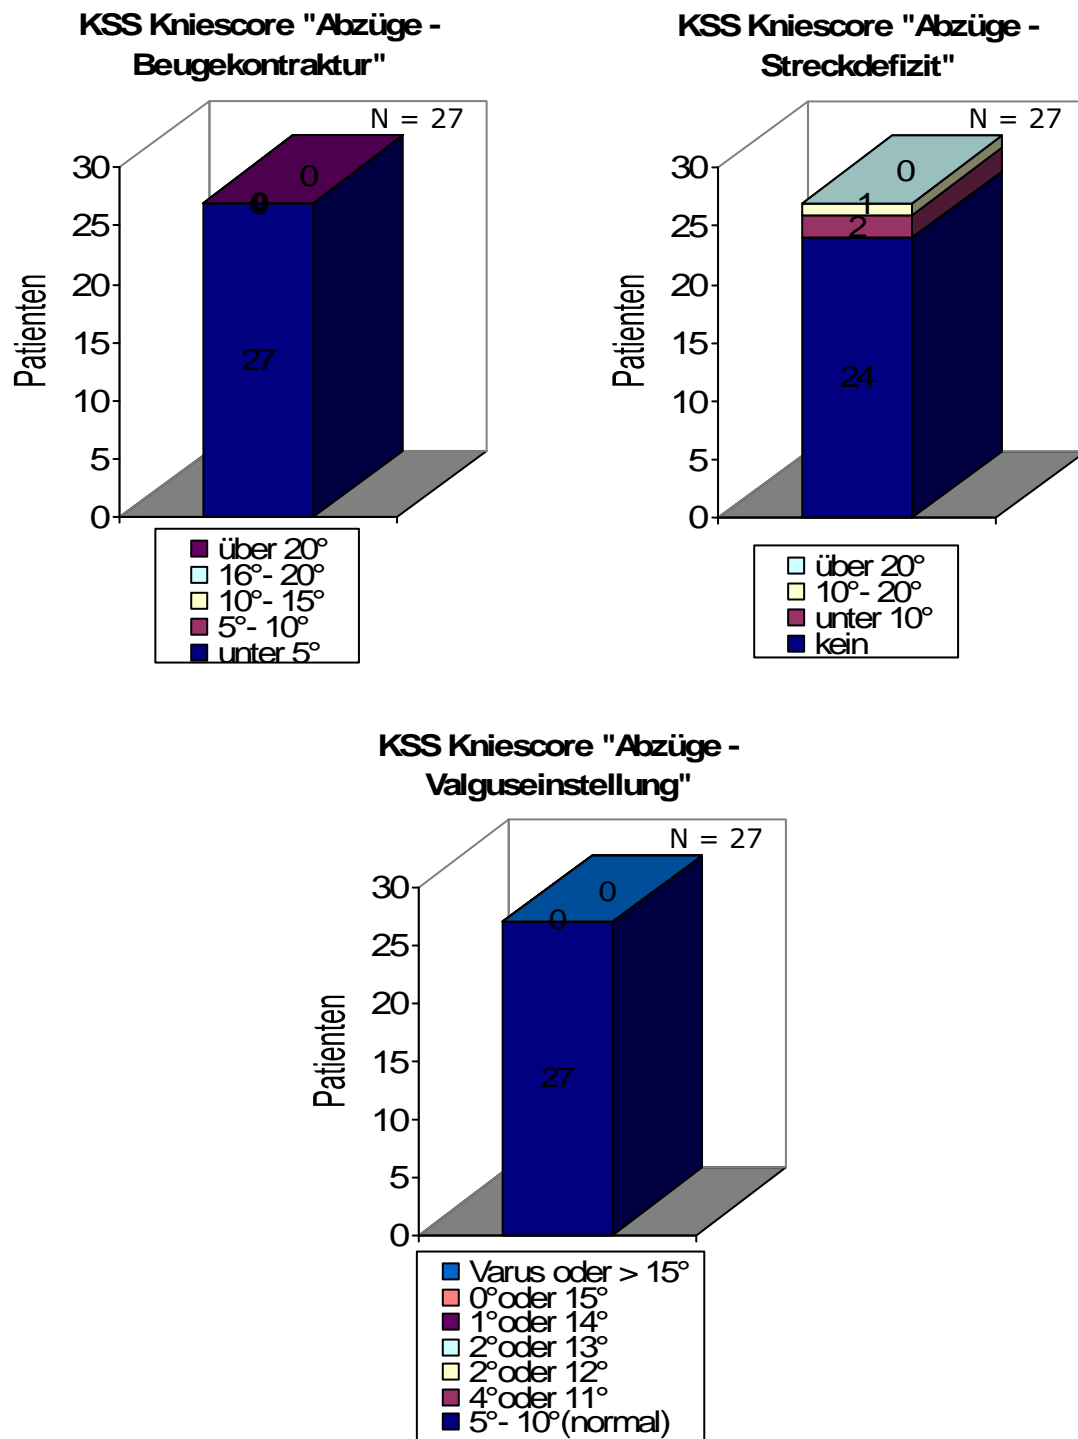 KSS Kniescore "Abzüge -
Beugekontraktur"
N = 27
30
25
20
15
10
5
0
Patienten
0
0
27
über 20°
16°- 20°
10°- 15°
5°- 10°
unter 5°
KSS Kniescore "Abzüge -
Streckdefizit"
N = 27
30
25
20
15
10
5
0
Patienten
0
1
2
24
über 20°
10°- 20°
unter 10°
kein
KSS Kniescore "Abzüge -
Valguseinstellung"
N = 27
30
25
20
15
10
5
0
Patienten
0
0
27
Varus oder > 15°
0°oder 15°
1°oder 14°
2°oder 13°
2°oder 12°
4°oder 11°
5°- 10°(normal)